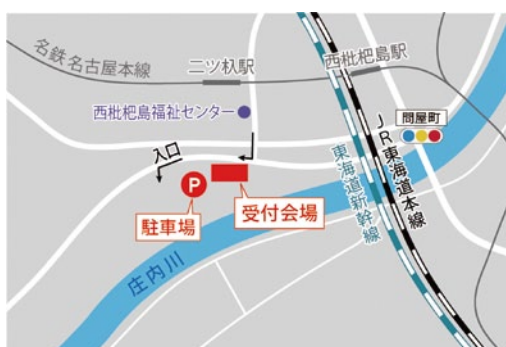 名鉄名古屋本線
二ツ杁駅
西枇杷島駅
西枇杷島福祉センター
問屋町
入口
P
駐車場
受付会場
JR東海道本線
東海道新幹線
庄内川